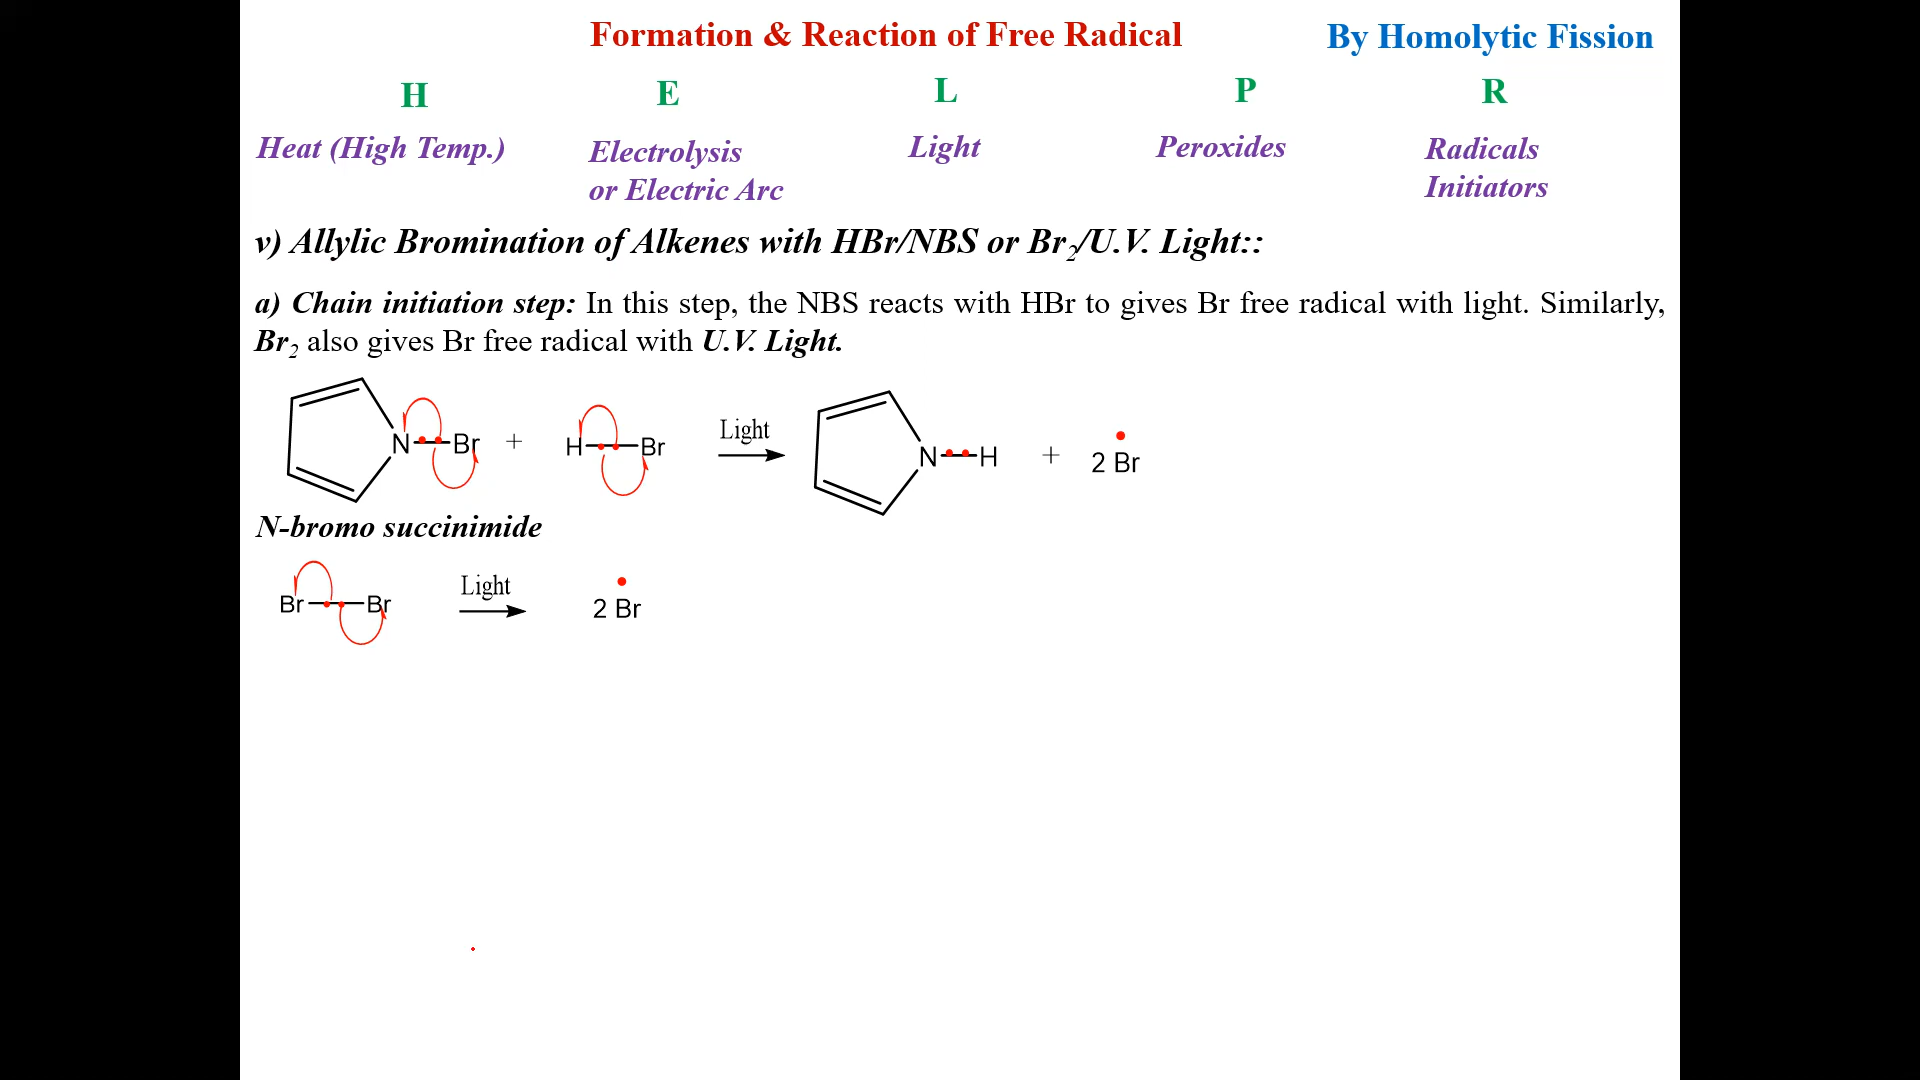 Formation & Reaction of Free Radical
By Homolytic Fission
H E L P R
Heat (High Temp.)
Electrolysis
or Electric Arc
Light
Peroxides
Radicals
Initiators
v) Allylic Bromination of Alkenes with HBr/NBS or Br2/U.V. Light::
a) Chain initiation step: In this step, the NBS reacts with HBr to gives Br free radical with light. Similarly,
Br2 also gives Br free radical with U.V. Light.
N Br + H Br Light N H + 2 Br
N-bromo succinimide
Br Br Light 2 Br